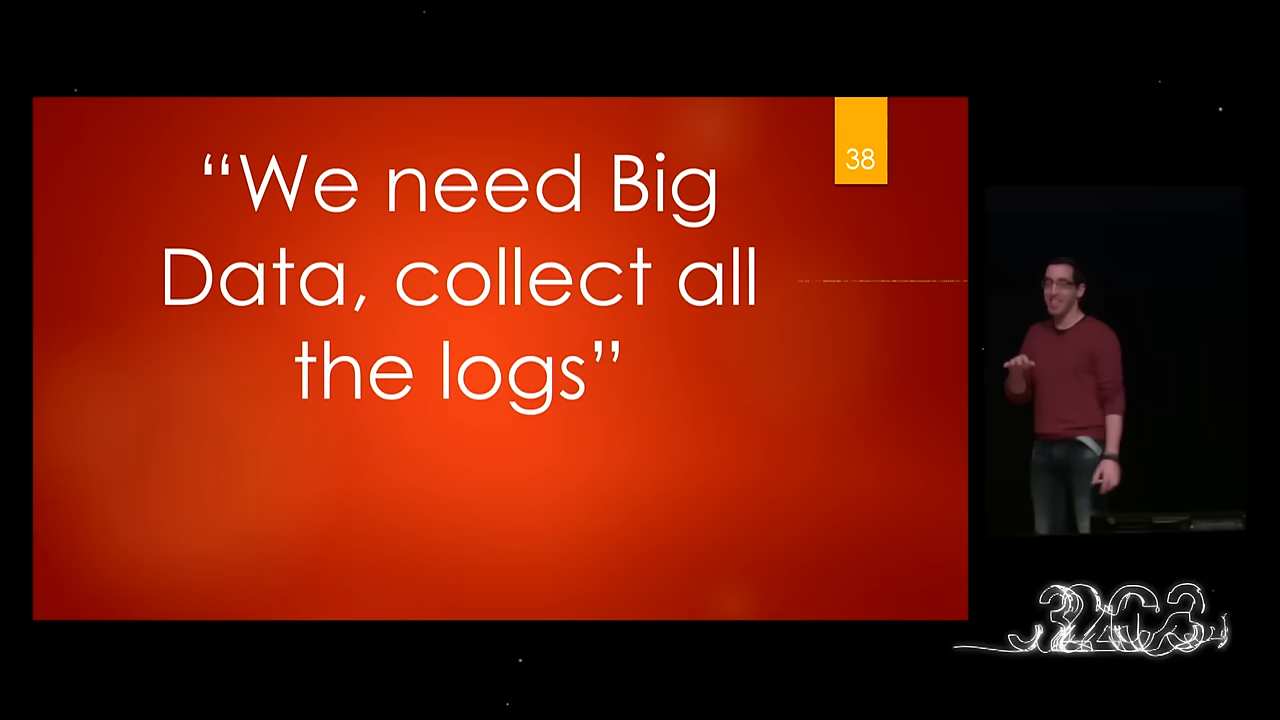 “We need Big
Data, collect all
the logs”
38
32C3